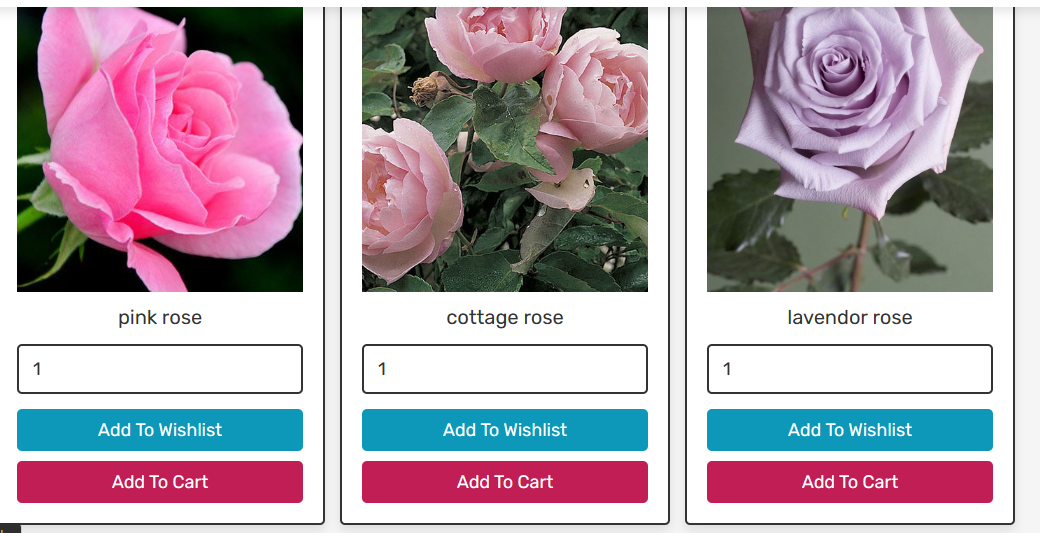 pink rose
1
Add To Wishlist
Add To Cart
cottage rose
1
Add To Wishlist
Add To Cart
lavendor rose
1
Add To Wishlist
Add To Cart